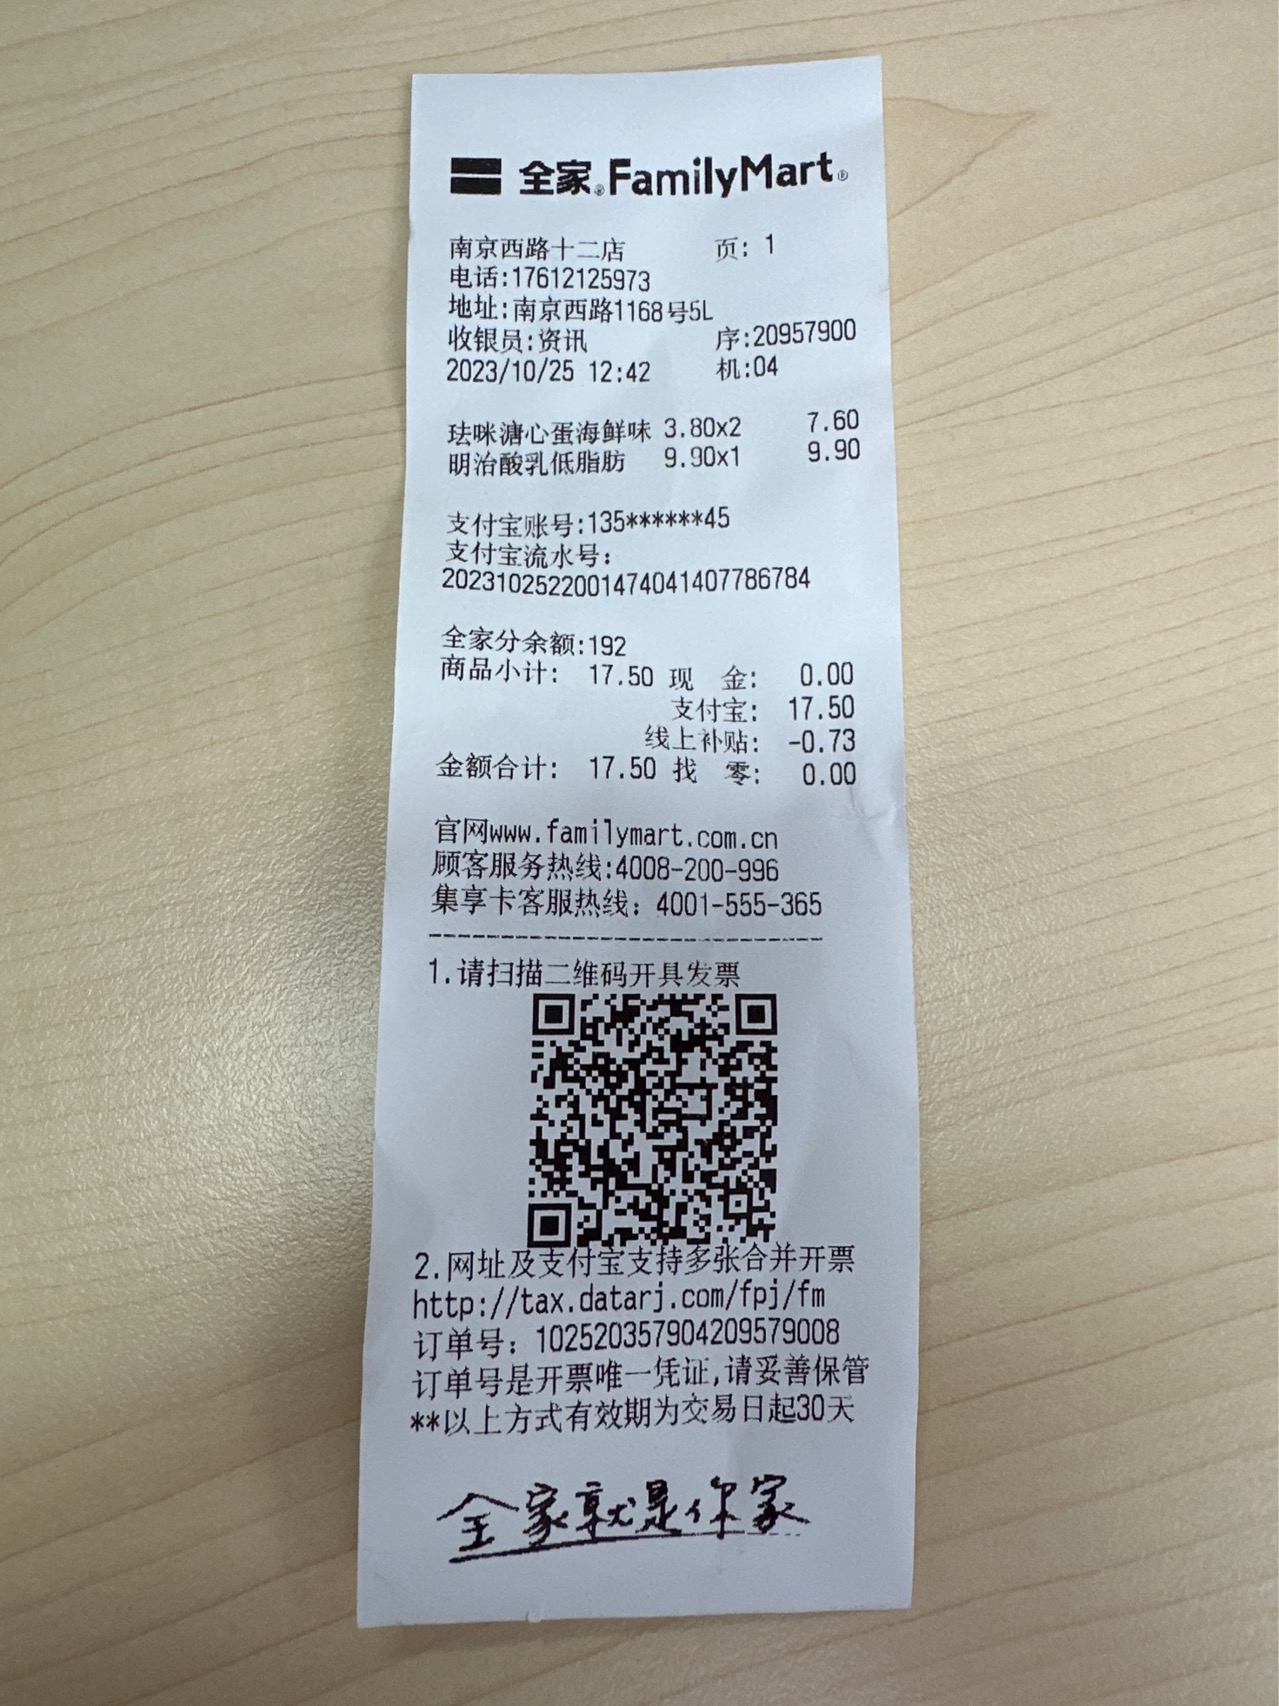 全家®FamilyMart®
南京西路十二店 页: 1
电话:17612125973
地址:南京西路1168号5L
收银员:资讯 序:20957900
2023/10/25 12:42 机:04
珐咪溏心蛋海鲜味 3.80x2 7.60
明治酸乳低脂肪 9.90x1 9.90
支付宝账号:135******45
支付宝流水号:
2023102522001474041407786784
全家分余额:192
商品小计: 17.50 现 金: 0.00
支付宝: 17.50
线上补贴: -0.73
金额合计: 17.50 找 零: 0.00
官网www.familymart.com.cn
顾客服务热线:4008-200-996
集享卡客服热线: 4001-555-365
1.请扫描二维码开具发票
2.网址及支付宝支持多张合并开票
http://tax.datarj.com/fpj/fm
订单号: 102520357904209579008
订单号是开票唯一凭证,请妥善保管
**以上方式有效期为交易日起30天
全家就是你家